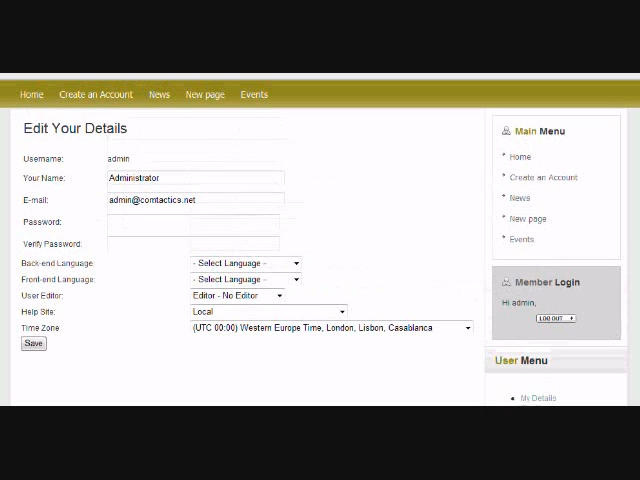 Home Create an Account News New page Events
Edit Your Details
Username: admin
Your Name: Administrator
E-mail: admin@comtactics.net
Password:
Verify Password:
Back-end Language: - Select Language -
Front-end Language: - Select Language -
User Editor: Editor - No Editor
Help Site: Local
Time Zone (UTC 00:00) Western Europe Time, London, Lisbon, Casablanca
Save
Main Menu
Home
Create an Account
News
New page
Events
Member Login
Hi admin,
LOG OUT
User Menu
My Details